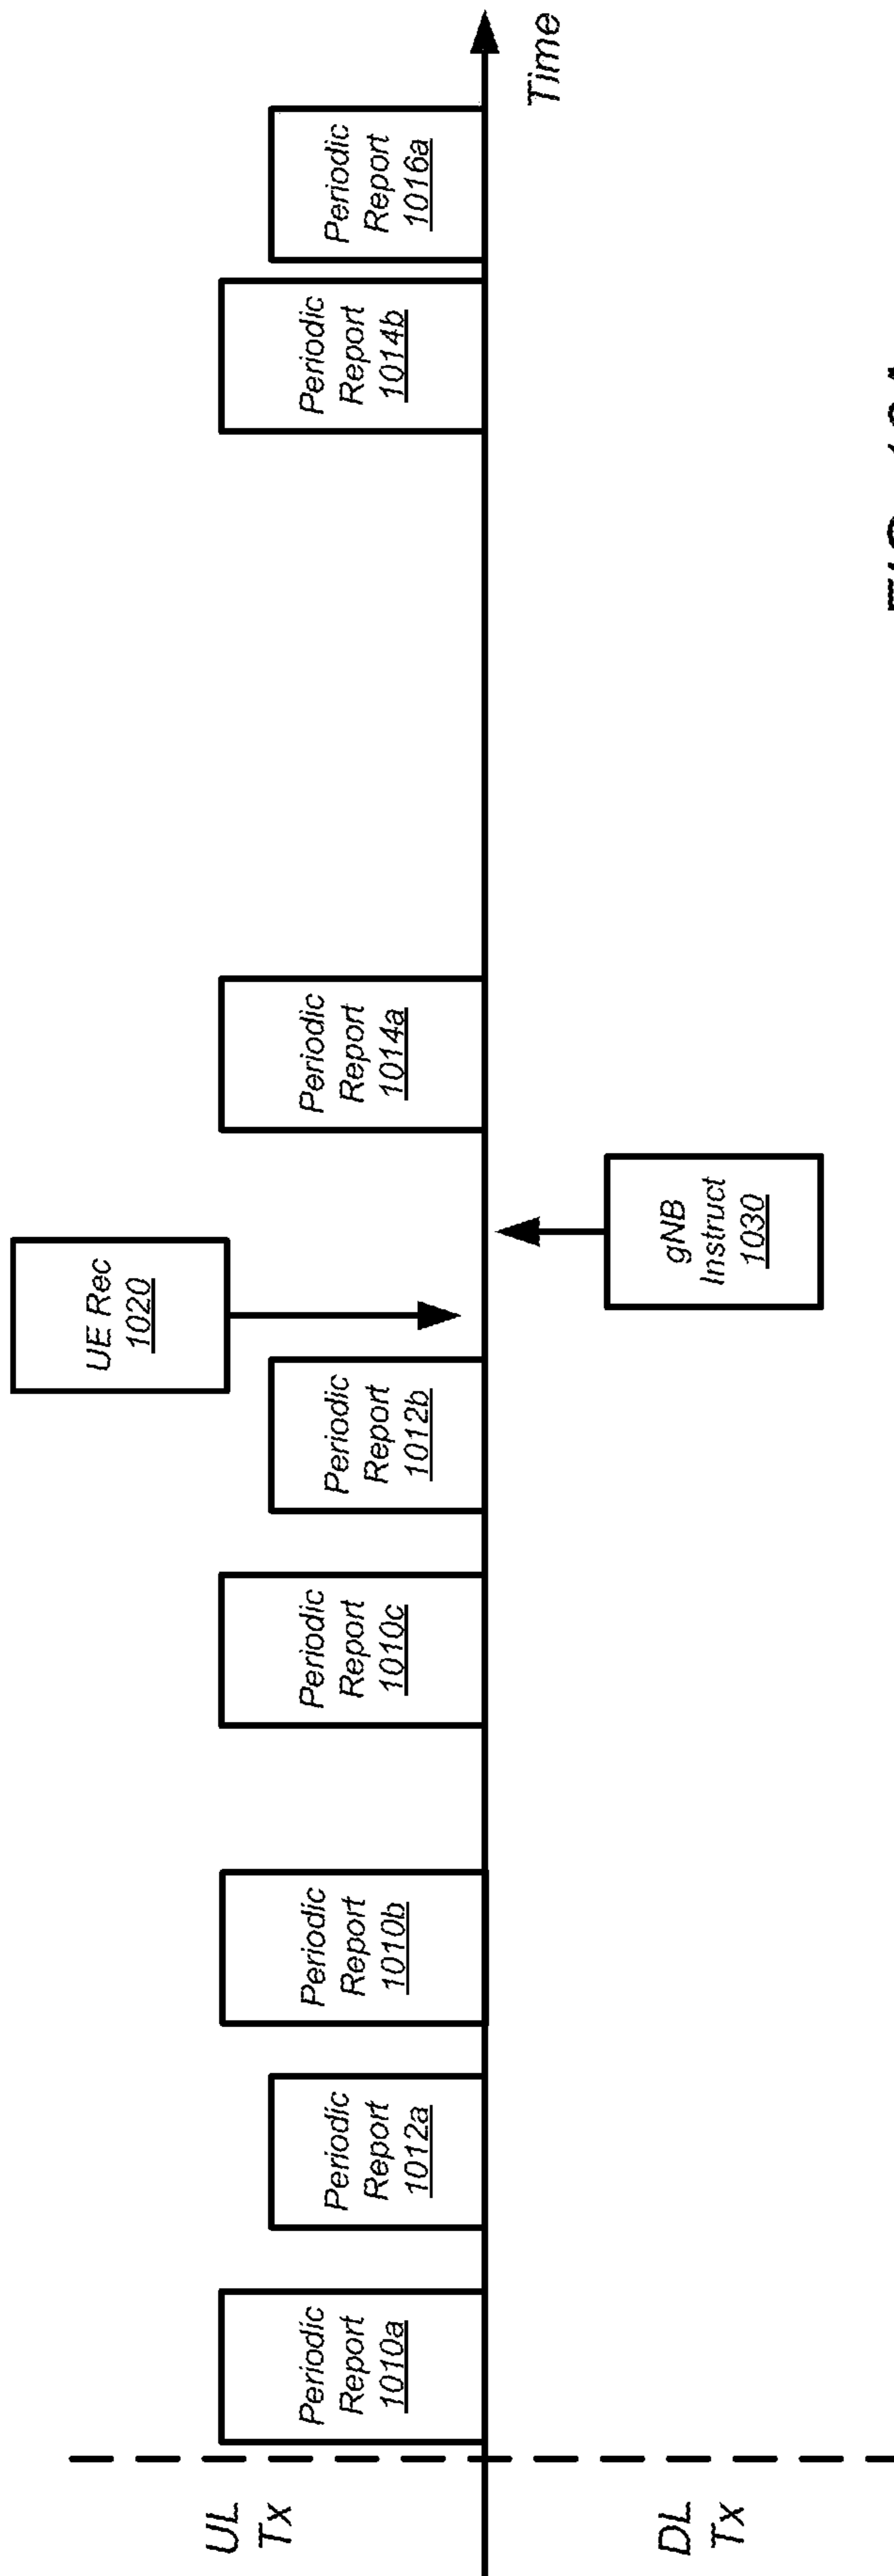 UL
Tx
DL
Tx
Periodic
Report
1010a
Periodic
Report
1012a
Periodic
Report
1010b
Periodic
Report
1010c
Periodic
Report
1012b
UE Rec
1020
gNB
Instruct
1030
Periodic
Report
1014a
Periodic
Report
1014b
Periodic
Report
1016a
Time